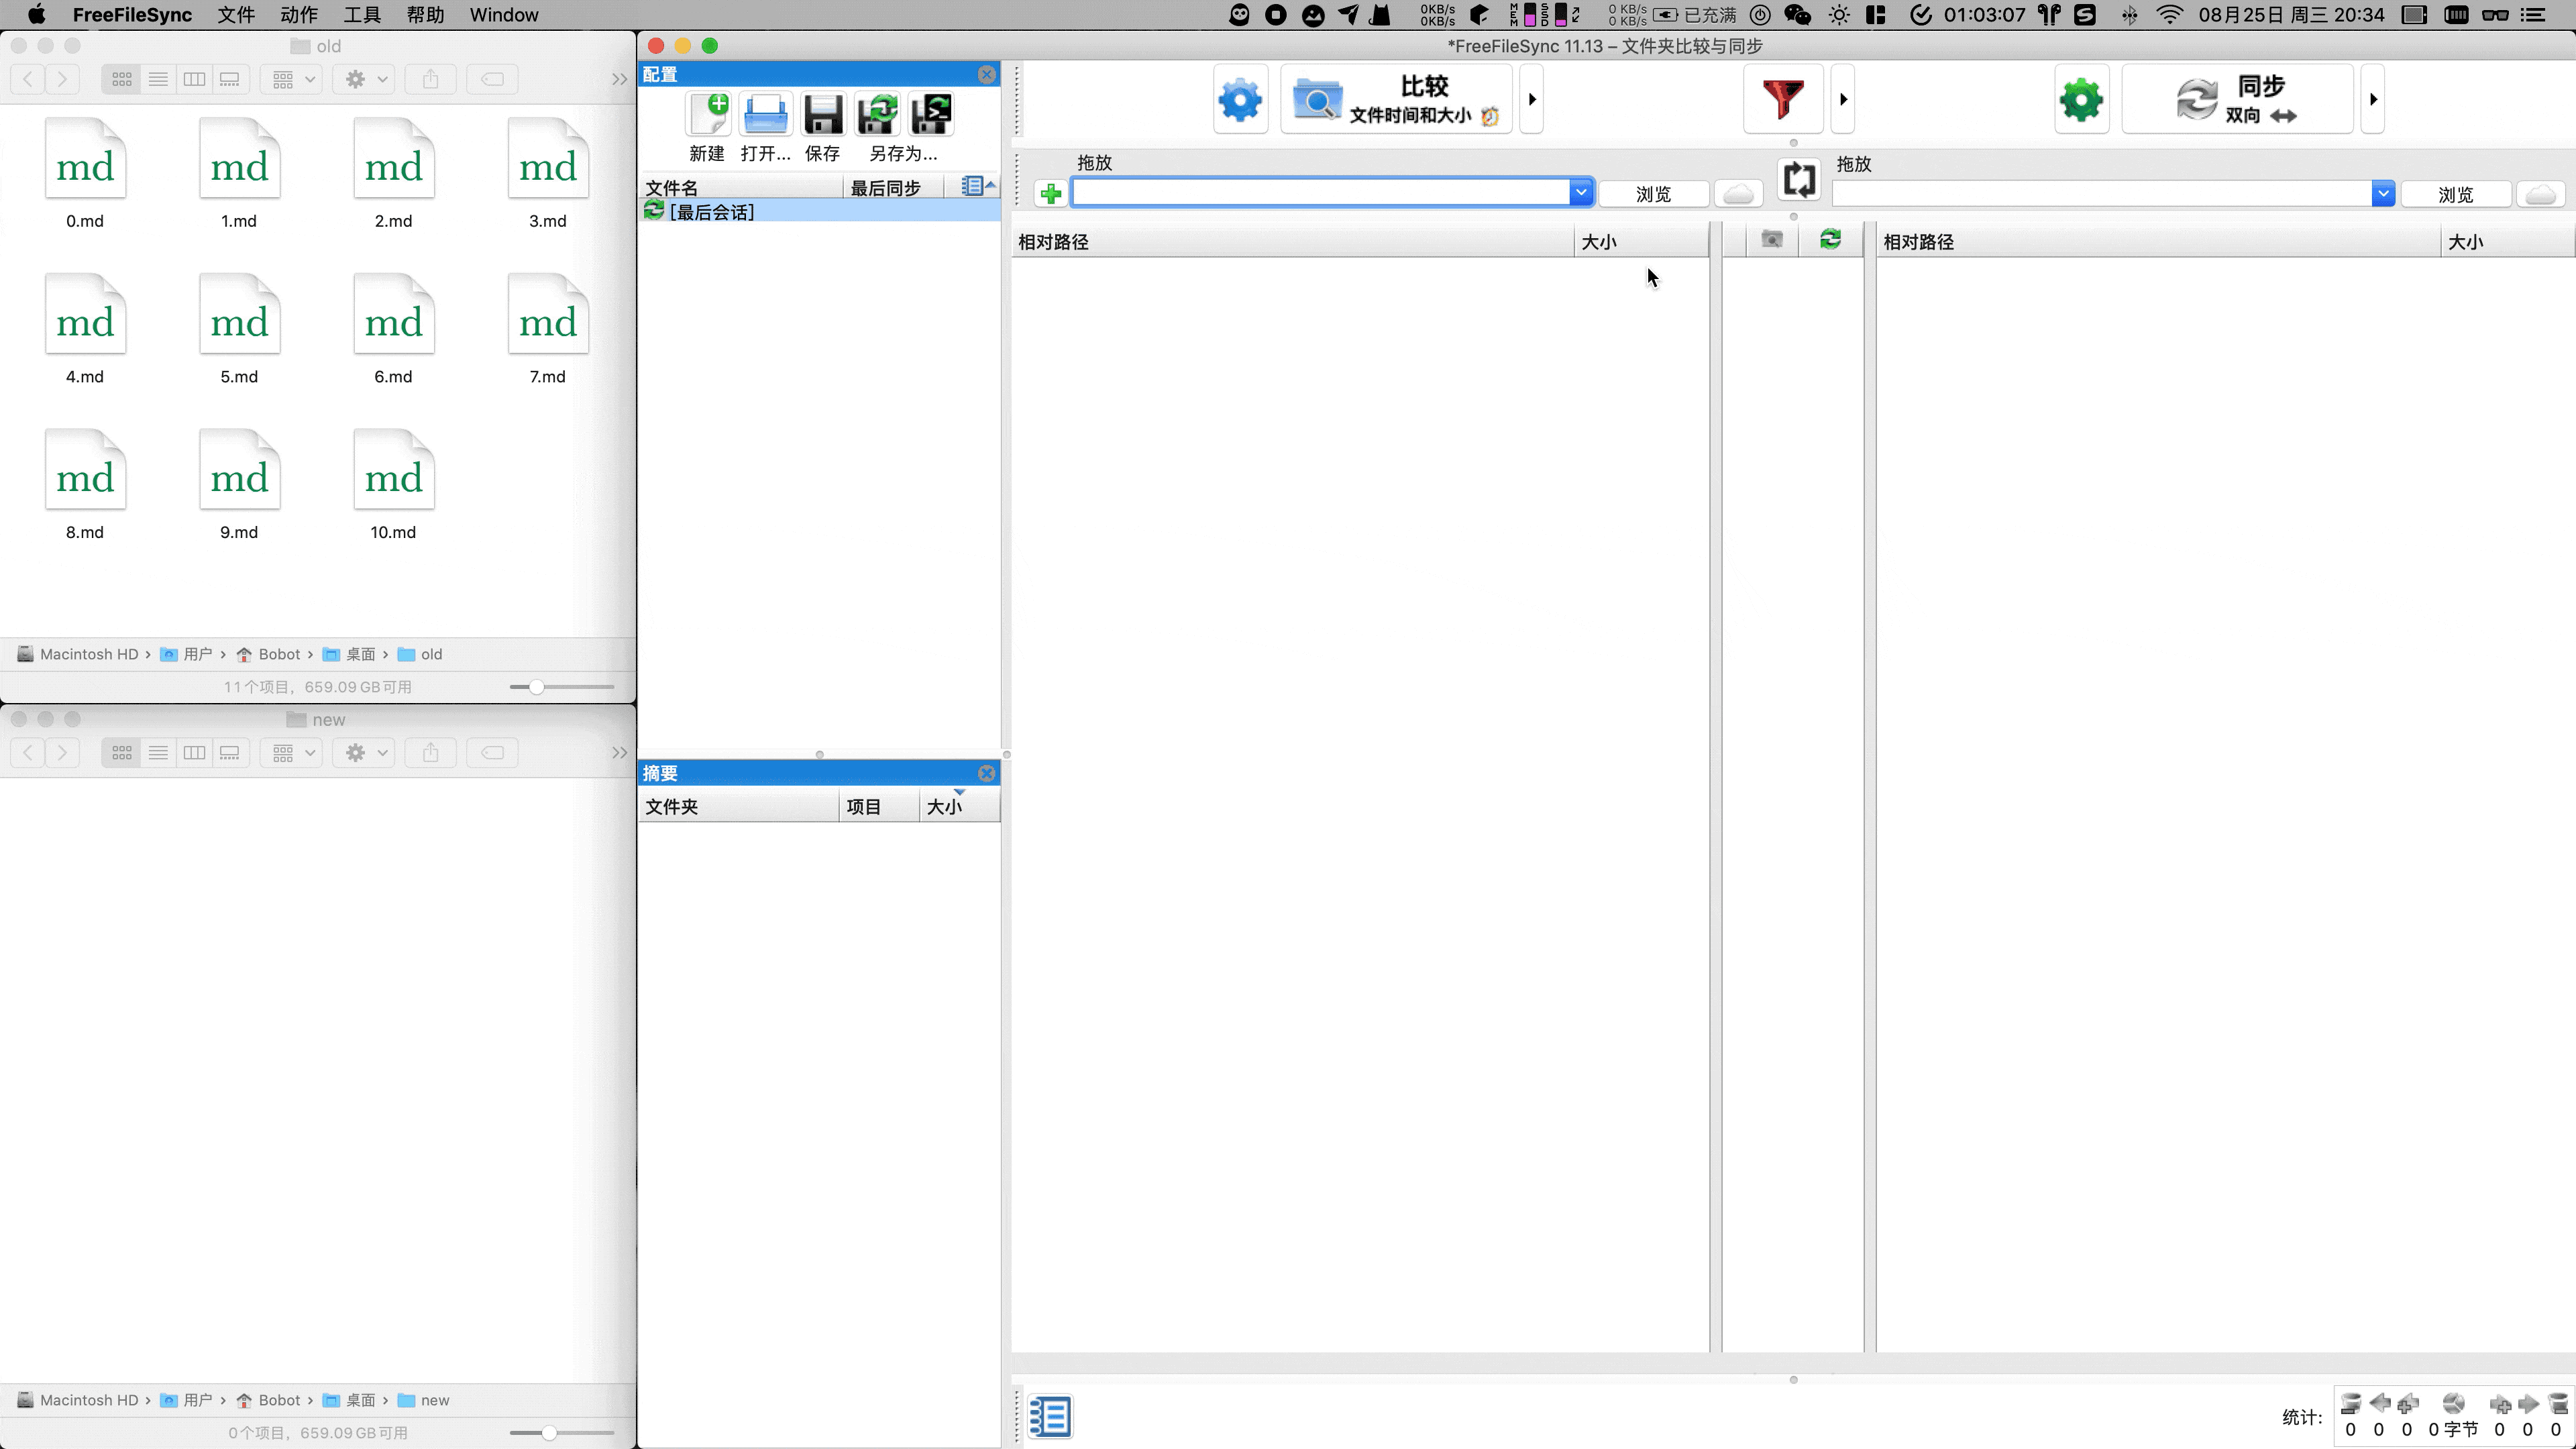 FreeFileSync 文件 动作 工具 帮助 Window
0KB/s
0KB/s
MEM
SSD
0 KB/s
0 KB/s
已充满
01:03:07
08月25日 周三 20:34
old
md
md
md
md
0.md
1.md
2.md
3.md
md
md
md
md
4.md
5.md
6.md
7.md
md
md
md
8.md
9.md
10.md
Macintosh HD › 用户 › Bobot › 桌面 › old
11个项目，659.09 GB可用
new
Macintosh HD › 用户 › Bobot › 桌面 › new
0个项目，659.09 GB可用
*FreeFileSync 11.13 – 文件夹比较与同步
配置
新建 打开... 保存 另存为...
文件名 最后同步
[最后会话]
摘要
文件夹 项目 大小
比较
文件时间和大小
同步
双向
拖放
浏览
拖放
浏览
相对路径 大小
相对路径 大小
统计:
0 0 0 0 字节 0 0 0